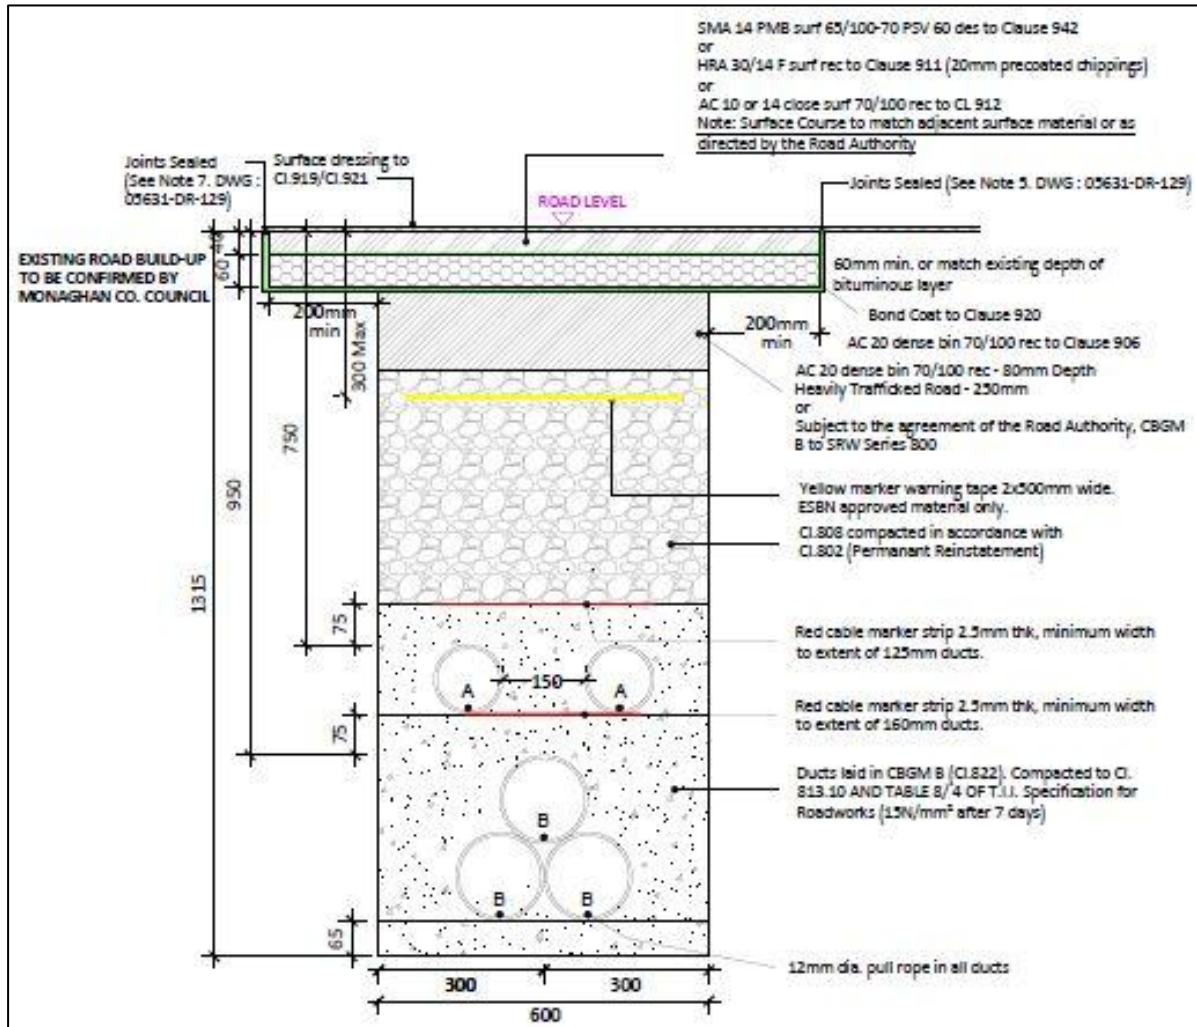 SMA 14 PMB surf 65/100-70 PSV 60 des to Clause 942
or
HRA 30/14 F surf rec to Clause 911 (20mm precoated chippings)
or
AC 10 or 14 close surf 70/100 rec to CL 912
Note: Surface Course to match adjacent surface material or as
directed by the Road Authority
Joints Sealed
(See Note 7. DWG :
05631-DR-129)
Surface dressing to
Cl.919/Cl.921
Joints Sealed (See Note 5. DWG : 05631-DR-129)
ROAD LEVEL
40
60
EXISTING ROAD BUILD-UP
TO BE CONFIRMED BY
MONAGHAN CO. COUNCIL
60mm min. or match existing depth of
bituminous layer
Bond Coat to Clause 920
200mm
min
200mm
min
AC 20 dense bin 70/100 rec to Clause 906
300 Max
AC 20 dense bin 70/100 rec - 80mm Depth
Heavily Trafficked Road - 250mm
or
Subject to the agreement of the Road Authority, CBGM
B to SRW Series 800
750
950
1315
Yellow marker warning tape 2x500mm wide.
ESBN approved material only.
Cl.808 compacted in accordance with
Cl.802 (Permanant Reinstatement)
75
Red cable marker strip 2.5mm thk, minimum width
to extent of 125mm ducts.
150
A
A
Red cable marker strip 2.5mm thk, minimum width
to extent of 160mm ducts.
75
Ducts laid in CBGM B (Cl.822). Compacted to Cl.
813.10 AND TABLE 8/4 OF T.I.I. Specification for
Roadworks (15N/mm² after 7 days)
B
B
B
65
12mm dia. pull rope in all ducts
300
300
600